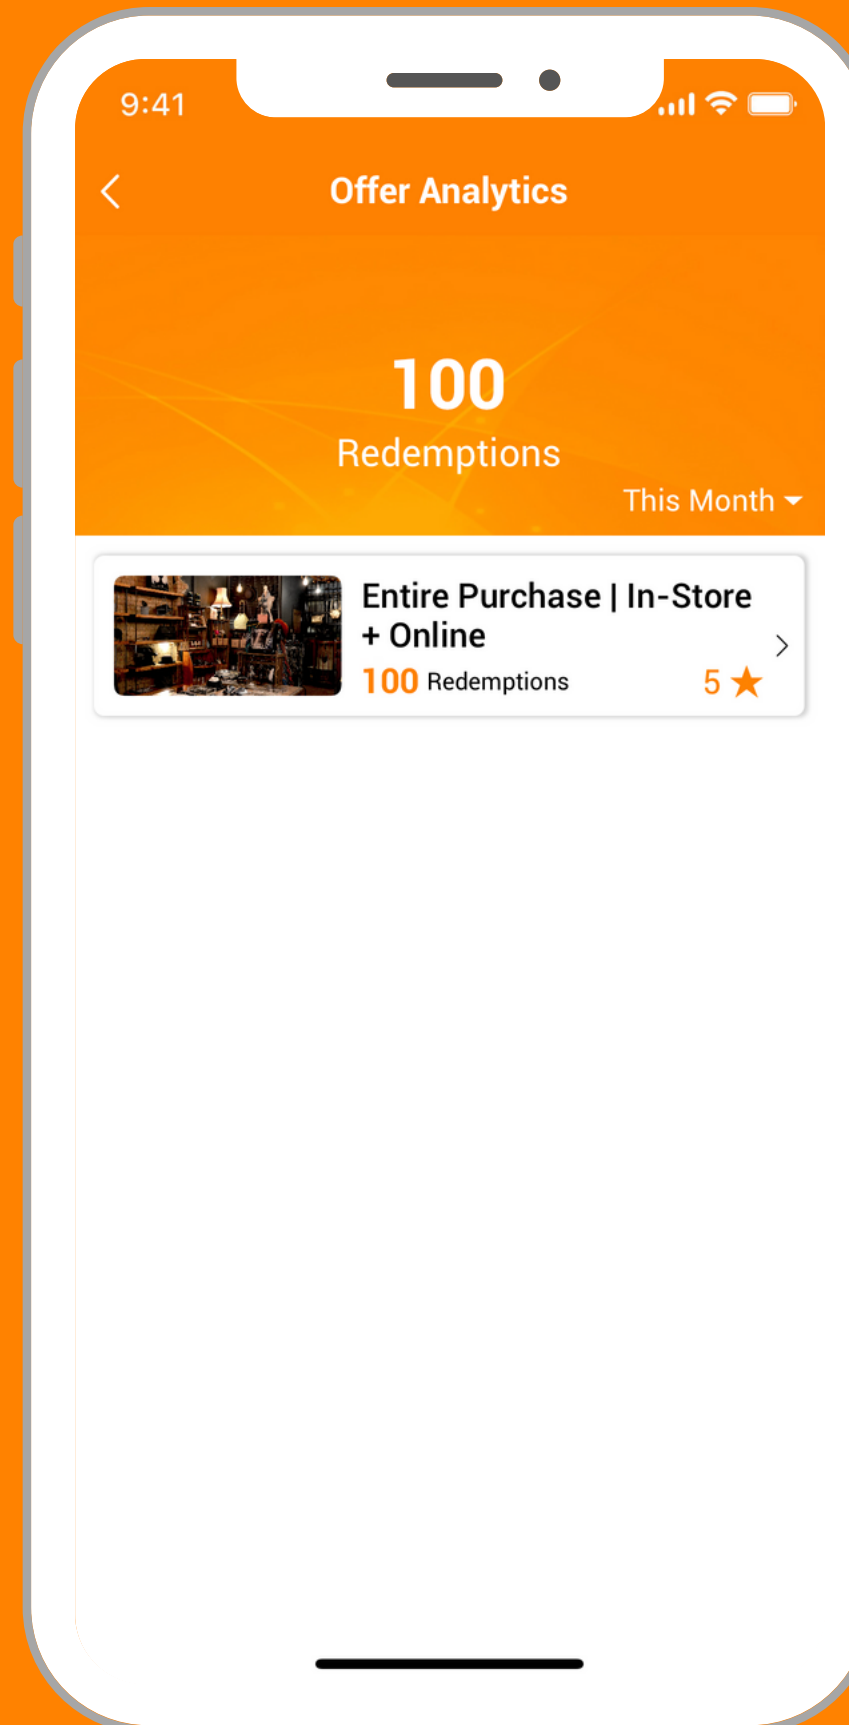 9:41
Offer Analytics
100
Redemptions
This Month
Entire Purchase | In-Store
+ Online
100 Redemptions
5